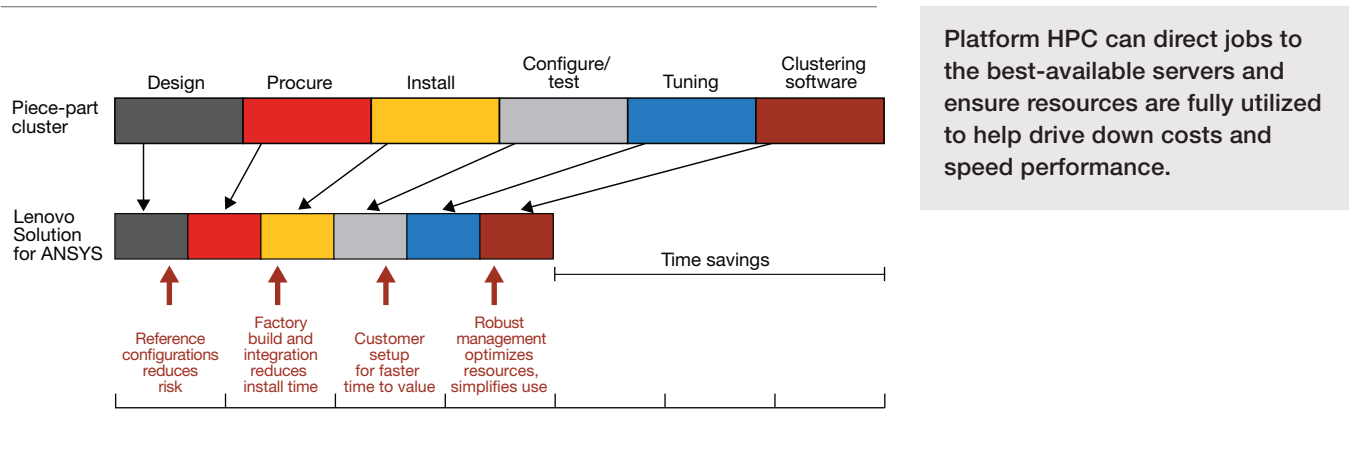 Design
Procure
Install
Configure/
test
Tuning
Clustering
software
Piece-part
cluster
Lenovo
Solution
for ANSYS
Time savings
Reference
configurations
reduces
risk
Factory
build and
integration
reduces
install time
Customer
setup
for faster
time to value
Robust
management
optimizes
resources,
simplifies use
Platform HPC can direct jobs to
the best-available servers and
ensure resources are fully utilized
to help drive down costs and
speed performance.